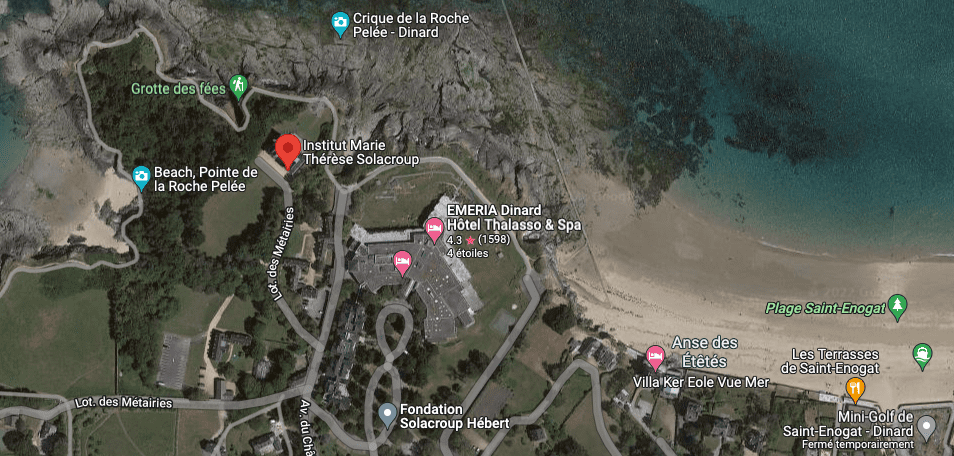 Crique de la Roche
Pelée - Dinard
Grotte des fées
Institut Marie
Thérèse Solacroup
Beach, Pointe de
la Roche Pelée
EMERIA Dinard
Hôtel Thalasso & Spa
4.3 ★ (1598)
4 étoiles
Lot. des Métairies
Plage Saint-Enogat
Anse des
Étêtés
Les Terrasses
de Saint-Enogat
Villa Ker Eole Vue Mer
Lot. des Métairies
Av. du Châ
Fondation
Solacroup Hébert
Mini-Golf de
Saint-Enogat - Dinard
Fermé temporairement